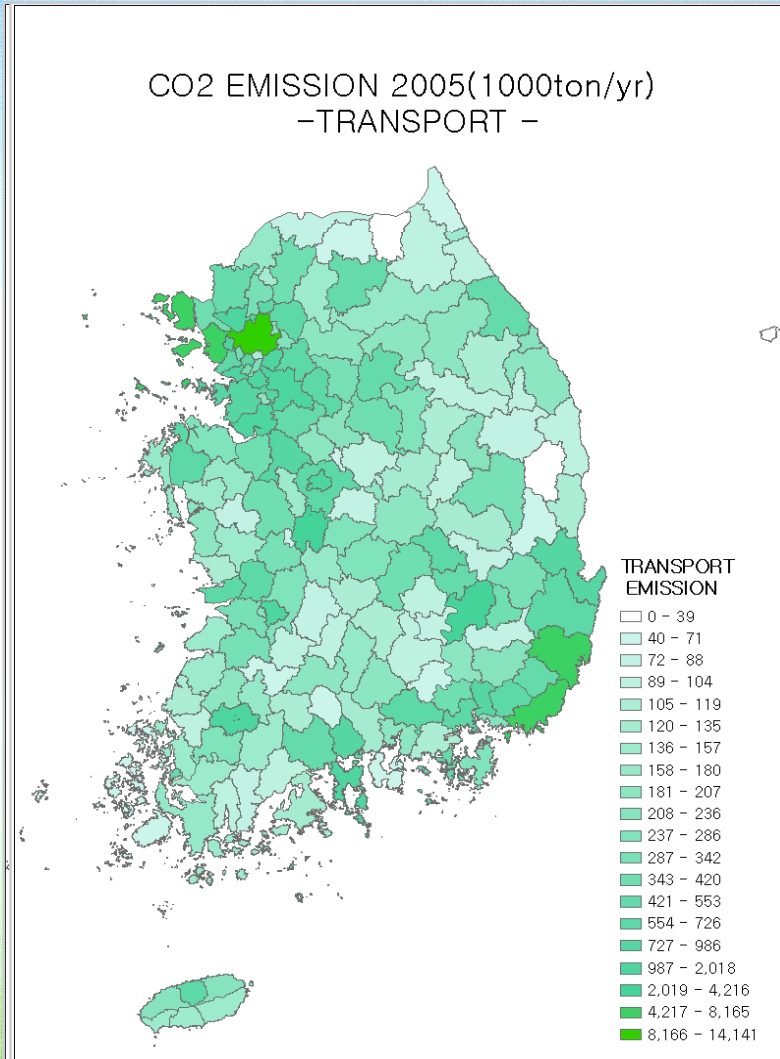 CO2 EMISSION 2005(1000ton/yr)
-TRANSPORT -
TRANSPORT
EMISSION
0 - 39
40 - 71
72 - 88
89 - 104
105 - 119
120 - 135
136 - 157
158 - 180
181 - 207
208 - 236
237 - 286
287 - 342
343 - 420
421 - 553
554 - 726
727 - 986
987 - 2,018
2,019 - 4,216
4,217 - 8,165
8,166 - 14,141